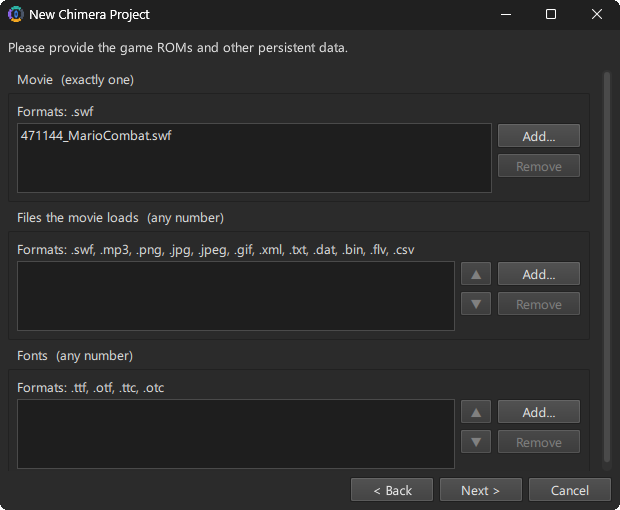 New Chimera Project
Please provide the game ROMs and other persistent data.
Movie (exactly one)
Formats: .swf
471144_MarioCombat.swf
Add...
Remove
Files the movie loads (any number)
Formats: .swf, .mp3, .png, .jpg, .jpeg, .gif, .xml, .txt, .dat, .bin, .flv, .csv
Add...
Remove
Fonts (any number)
Formats: .ttf, .otf, .ttc, .otc
Add...
Remove
< Back
Next >
Cancel